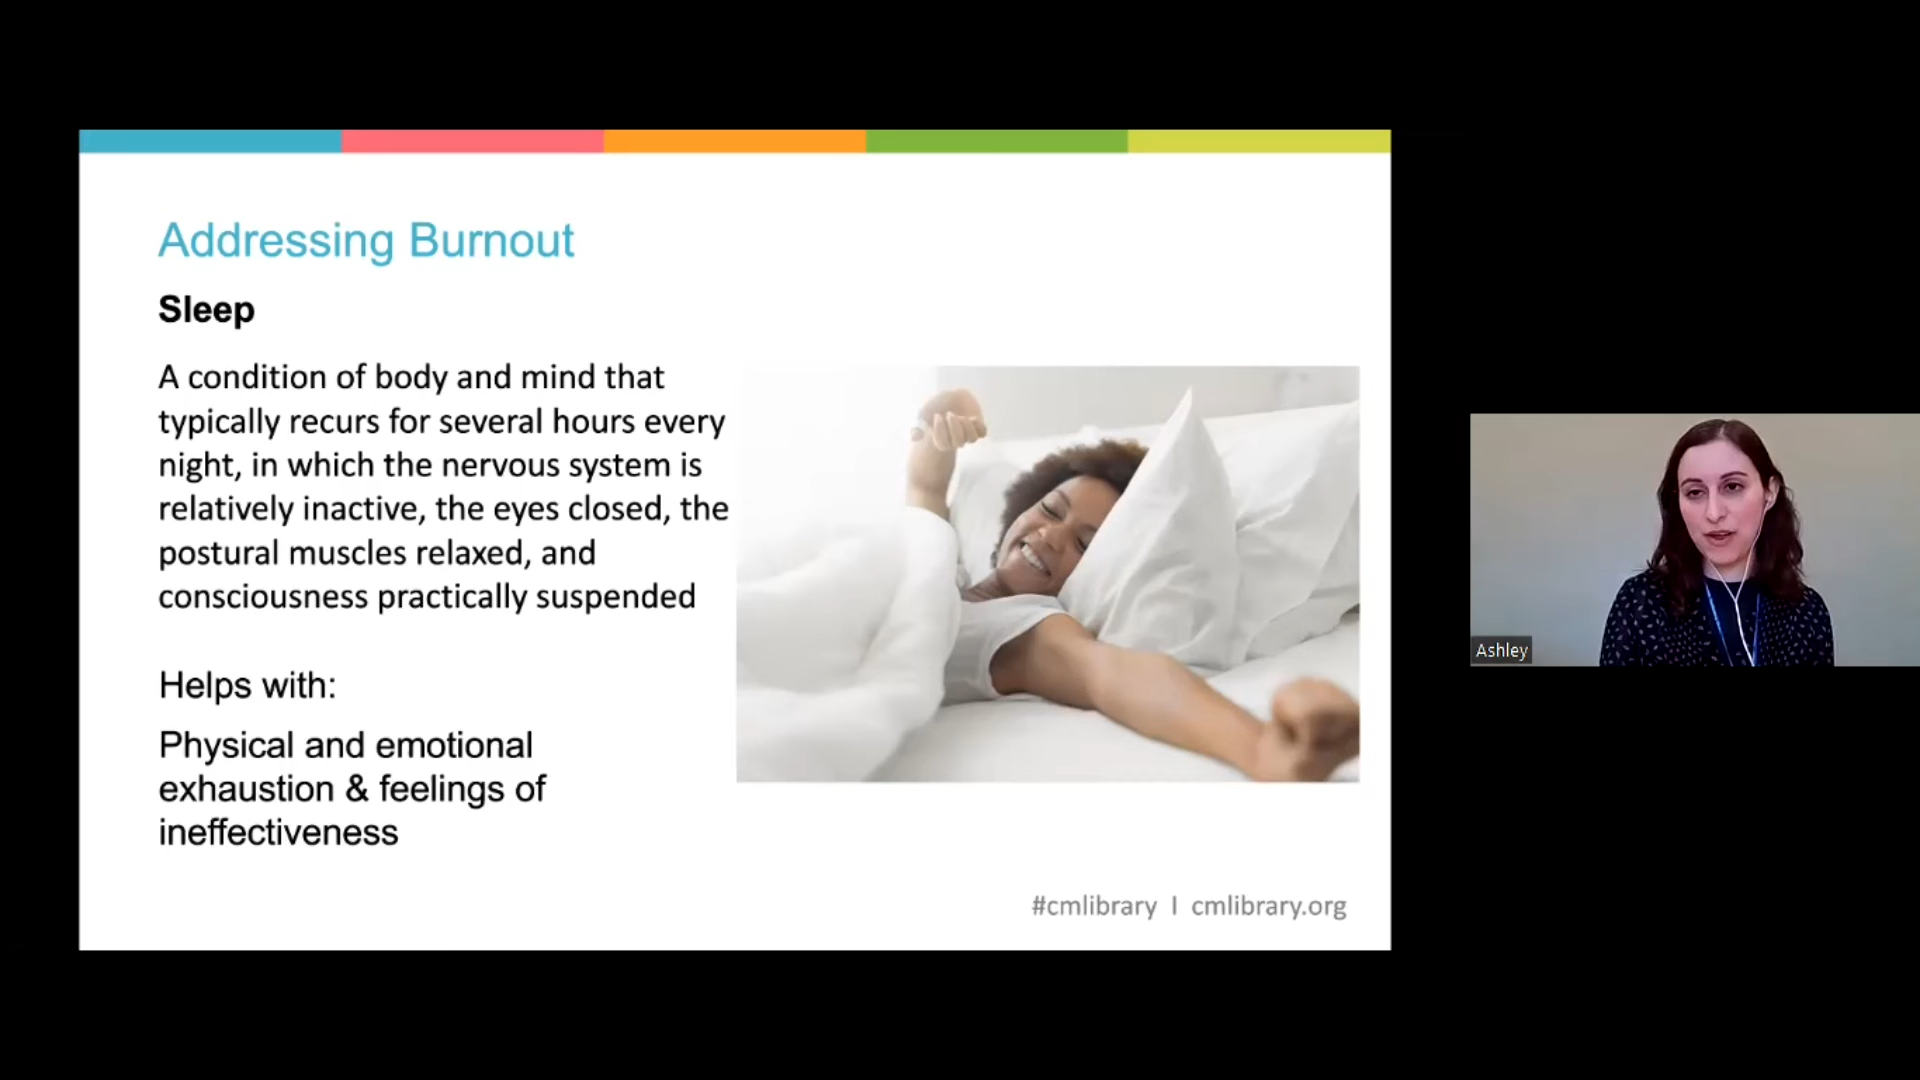 Addressing Burnout
Sleep
A condition of body and mind that
typically recurs for several hours every
night, in which the nervous system is
relatively inactive, the eyes closed, the
postural muscles relaxed, and
consciousness practically suspended
Helps with:
Physical and emotional
exhaustion & feelings of
ineffectiveness
#cmlibrary I cmlibrary.org
Ashley